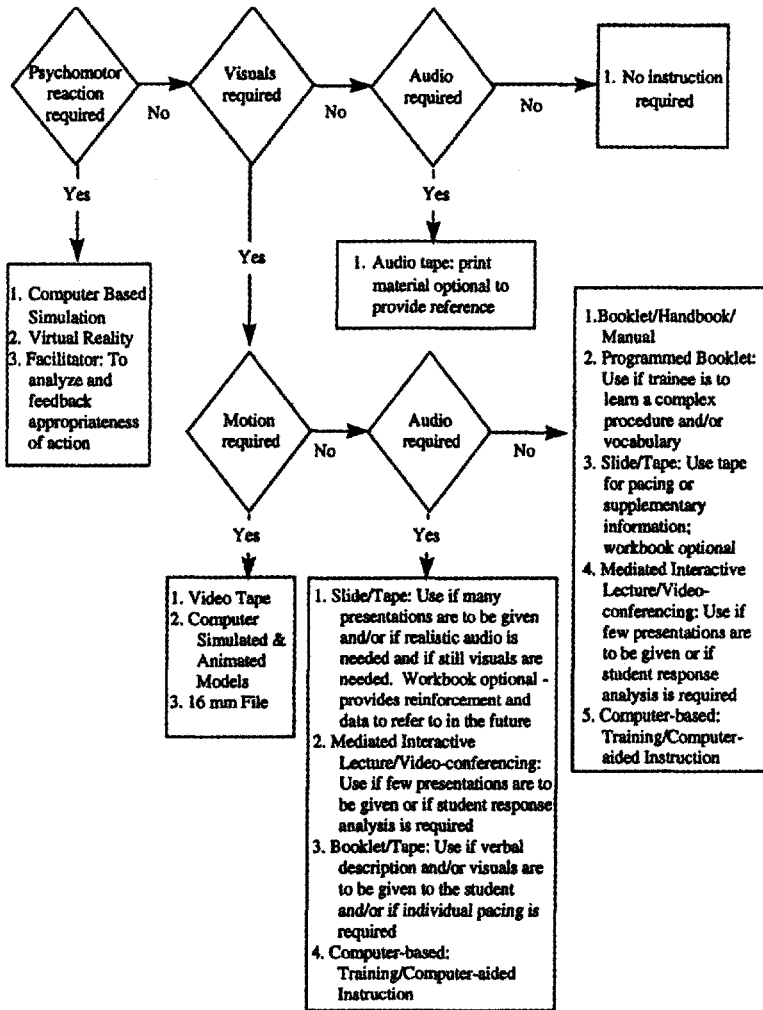 Psychomotor
reaction
required
No
Visuals
required
No
Audio
required
No
1. No instruction
required
Yes
Yes
Yes
1. Computer Based
Simulation
2. Virtual Reality
3. Facilitator: To
analyze and
feedback
appropriateness
of action
1. Audio tape: print
material optional to
provide reference
Motion
required
No
Audio
required
No
1.Booklet/Handbook/
Manual
2. Programmed Booklet:
Use if trainee is to
learn a complex
procedure and/or
vocabulary
3. Slide/Tape: Use tape
for pacing or
supplementary
information;
workbook optional
4. Mediated Interactive
Lecture/Video-
conferencing: Use if
few presentations are
to be given or if
student response
analysis is required
5. Computer-based:
Training/Computer-
aided Instruction
Yes
Yes
1. Video Tape
2. Computer
Simulated &
Animated
Models
3. 16 mm File
1. Slide/Tape: Use if many
presentations are to be given
and/or if realistic audio is
needed and if still visuals are
needed. Workbook optional -
provides reinforcement and
data to refer to in the future
2. Mediated Interactive
Lecture/Video-conferencing:
Use if few presentations are to
be given or if student response
analysis is required
3. Booklet/Tape: Use if verbal
description and/or visuals are
to be given to the student
and/or if individual pacing is
required
4. Computer-based:
Training/Computer-aided
Instruction